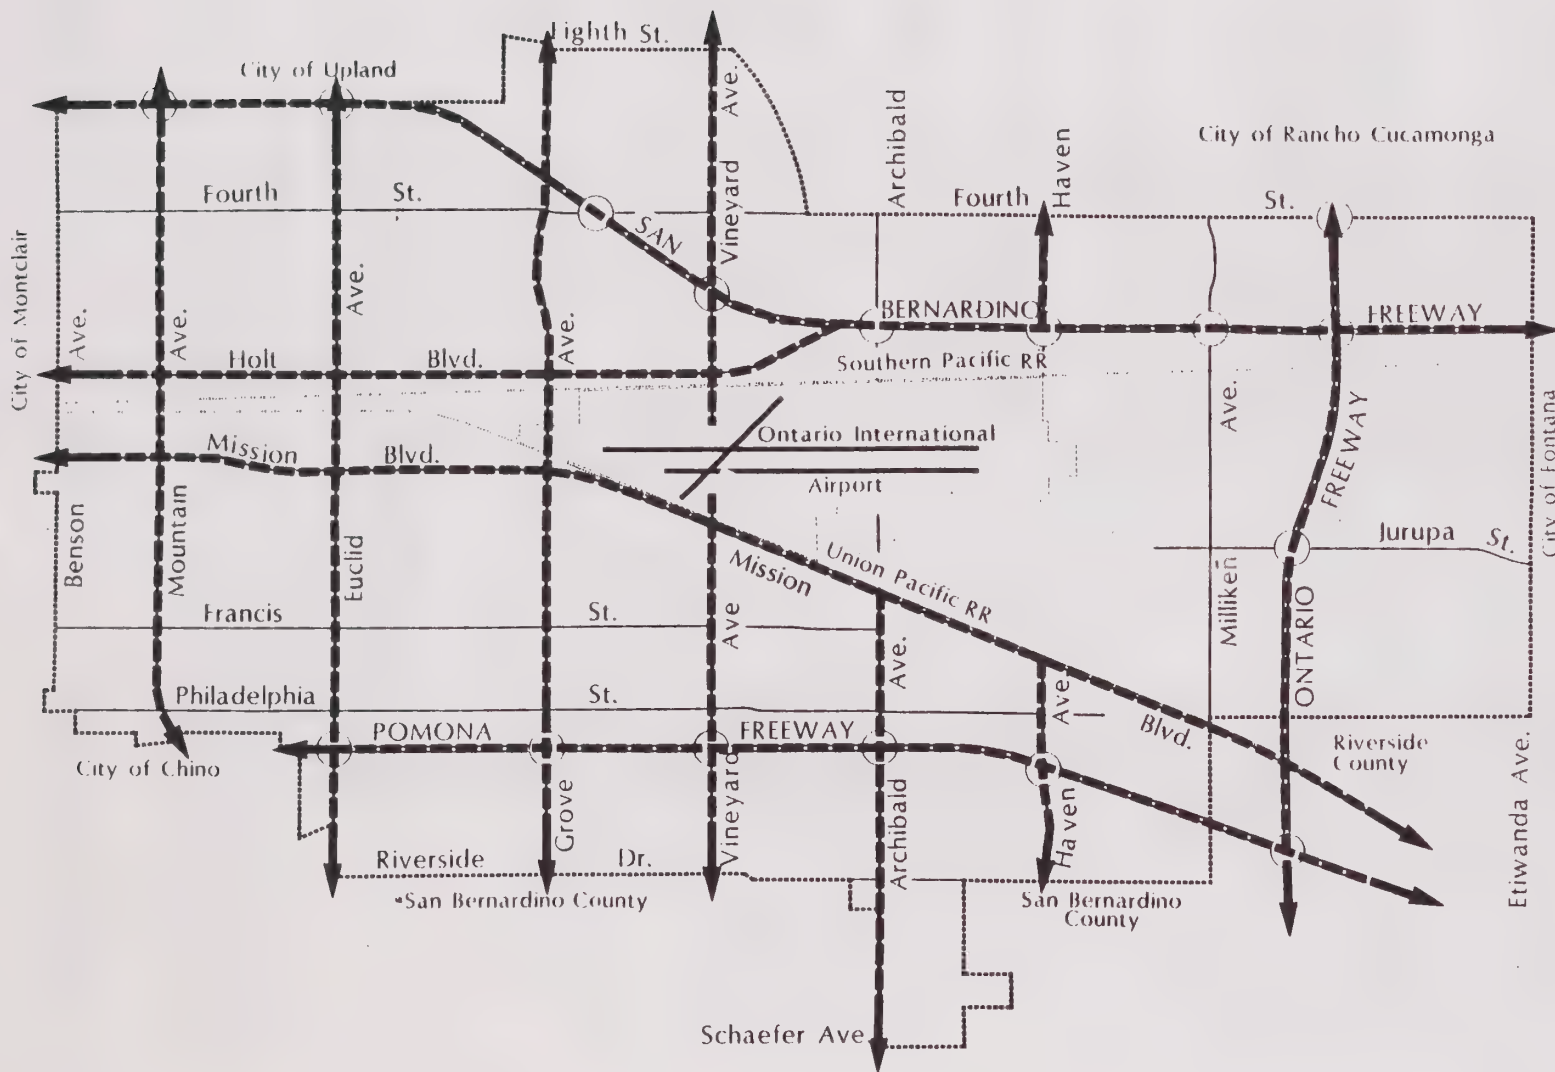 Eighth St.
City of Upland
Ave.
Archibald
Haven
City of Rancho Cucamonga
Fourth St.
Fourth St.
SAN
Vineyard
City of Montclair
Ave.
Ave.
Ave.
Ave.
BERNARDINO
FREEWAY
Holt Blvd.
Southern Pacific RR
Ave.
FREEWAY
City of Fontana
Mission Blvd.
Ontario International
Airport
Benson
Mountain
Euclid
Jurupa St.
Union Pacific RR
Mission
Milliken
ONTARIO
Francis St.
Ave
Ave.
Philadelphia St.
Ave
Blvd.
POMONA FREEWAY
Riverside
County
City of Chino
Grove
Vineyard
Archibald
Haven
Etiwanda Ave.
Riverside Dr.
San Bernardino County
San Bernardino
County
Schaefer Ave